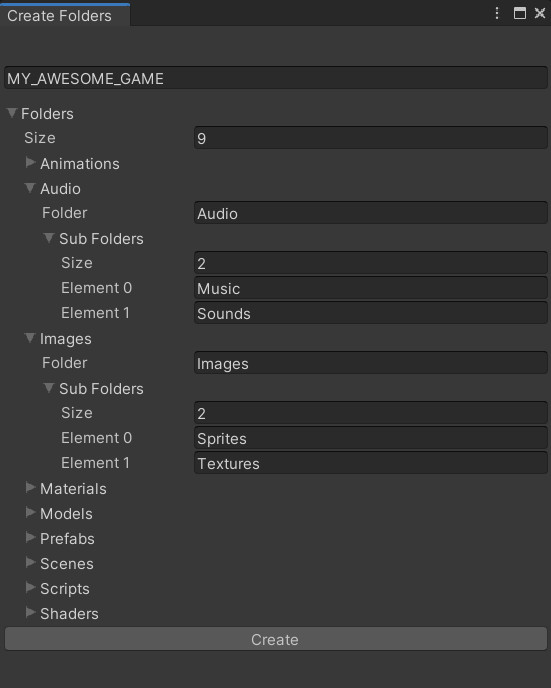 Create Folders
MY_AWESOME_GAME
Folders
Size 9
Animations
Audio
Folder Audio
Sub Folders
Size 2
Element 0 Music
Element 1 Sounds
Images
Folder Images
Sub Folders
Size 2
Element 0 Sprites
Element 1 Textures
Materials
Models
Prefabs
Scenes
Scripts
Shaders
Create